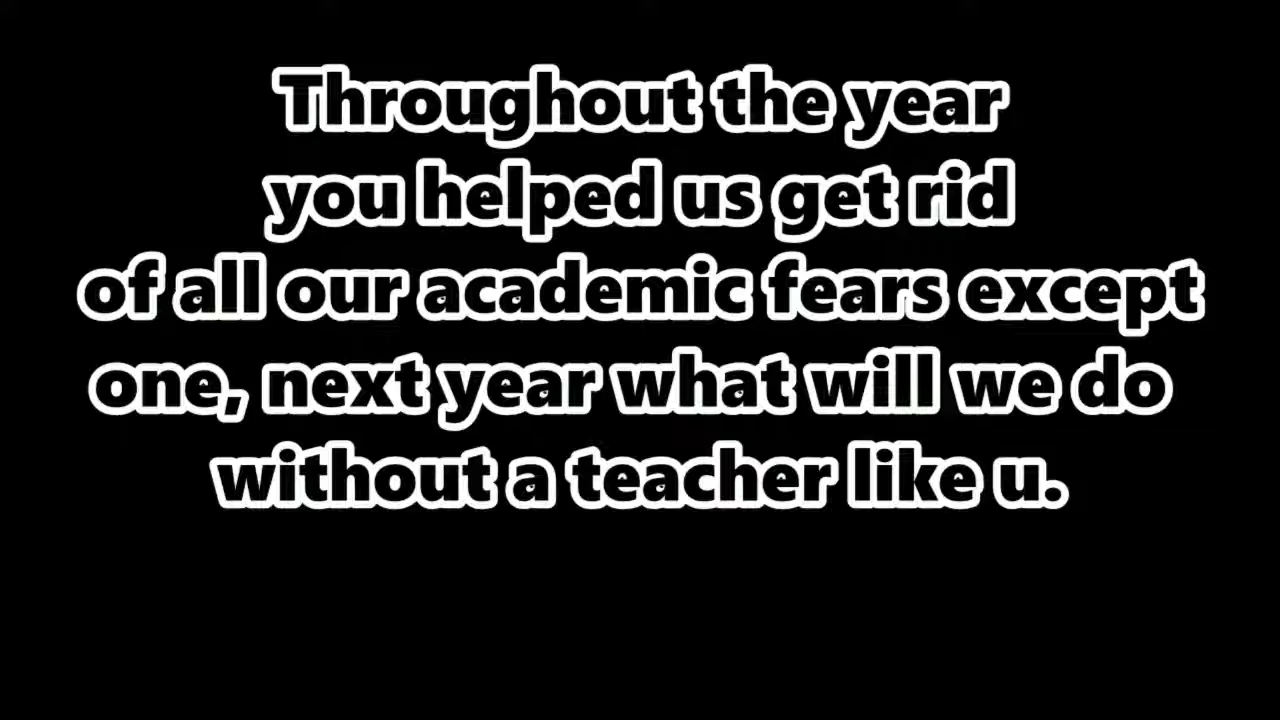 Throughout the year
you helped us get rid
of all our academic fears except
one, next year what will we do
without a teacher like u.